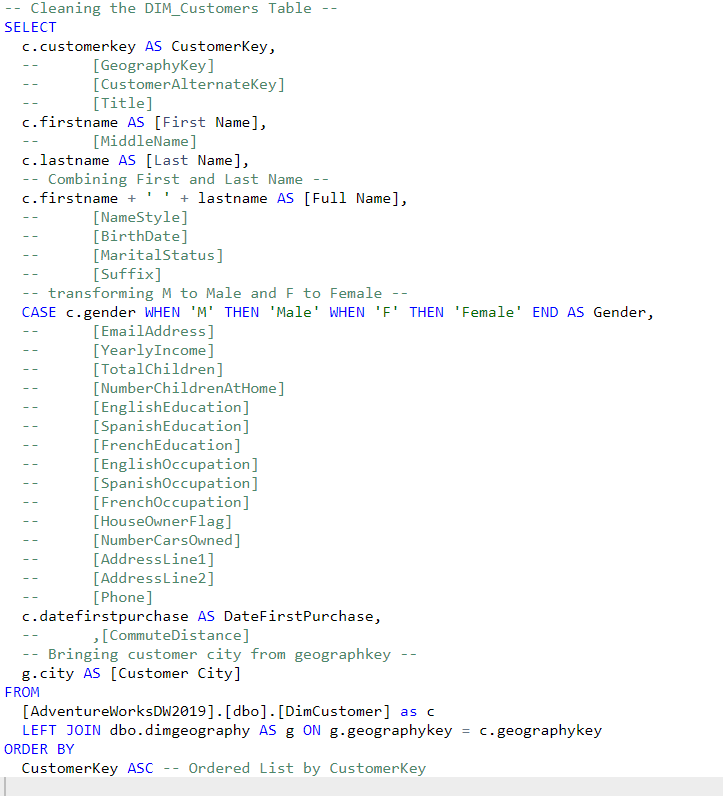 -- Cleaning the DIM_Customers Table --
SELECT
  c.customerkey AS CustomerKey,
  --      [GeographyKey]
  --      [CustomerAlternateKey]
  --      [Title]
  c.firstname AS [First Name],
  --      [MiddleName]
  c.lastname AS [Last Name],
  -- Combining First and Last Name --
  c.firstname + ' ' + lastname AS [Full Name],
  --      [NameStyle]
  --      [BirthDate]
  --      [MaritalStatus]
  --      [Suffix]
  -- transforming M to Male and F to Female --
  CASE c.gender WHEN 'M' THEN 'Male' WHEN 'F' THEN 'Female' END AS Gender,
  --      [EmailAddress]
  --      [YearlyIncome]
  --      [TotalChildren]
  --      [NumberChildrenAtHome]
  --      [EnglishEducation]
  --      [SpanishEducation]
  --      [FrenchEducation]
  --      [EnglishOccupation]
  --      [SpanishOccupation]
  --      [FrenchOccupation]
  --      [HouseOwnerFlag]
  --      [NumberCarsOwned]
  --      [AddressLine1]
  --      [AddressLine2]
  --      [Phone]
  c.datefirstpurchase AS DateFirstPurchase,
  --      ,[CommuteDistance]
  -- Bringing customer city from geographkey --
  g.city AS [Customer City]
FROM
  [AdventureWorksDW2019].[dbo].[DimCustomer] as c
  LEFT JOIN dbo.dimgeography AS g ON g.geographykey = c.geographykey
ORDER BY
  CustomerKey ASC -- Ordered List by CustomerKey